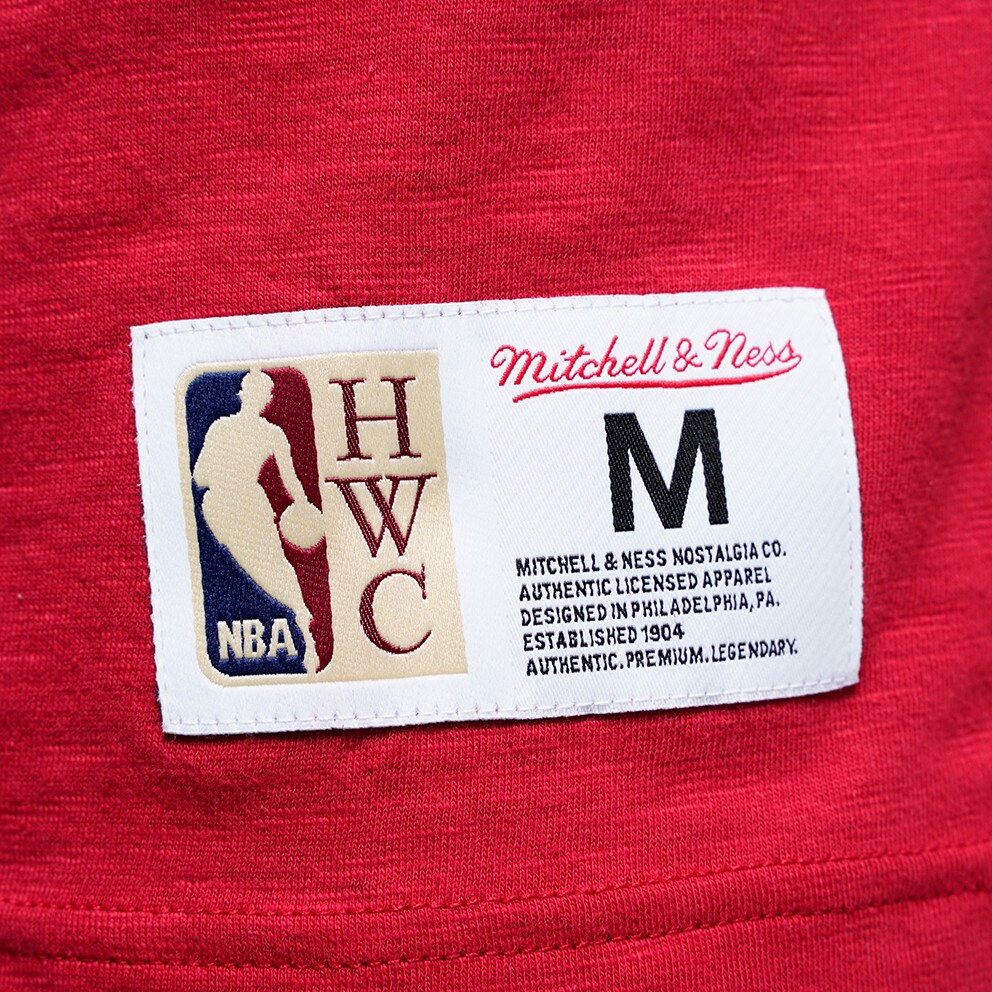 NBA
H
W
C
Mitchell & Ness
M
MITCHELL & NESS NOSTALGIA CO.
AUTHENTIC LICENSED APPAREL
DESIGNED IN PHILADELPHIA, PA.
ESTABLISHED 1904
AUTHENTIC. PREMIUM. LEGENDARY.